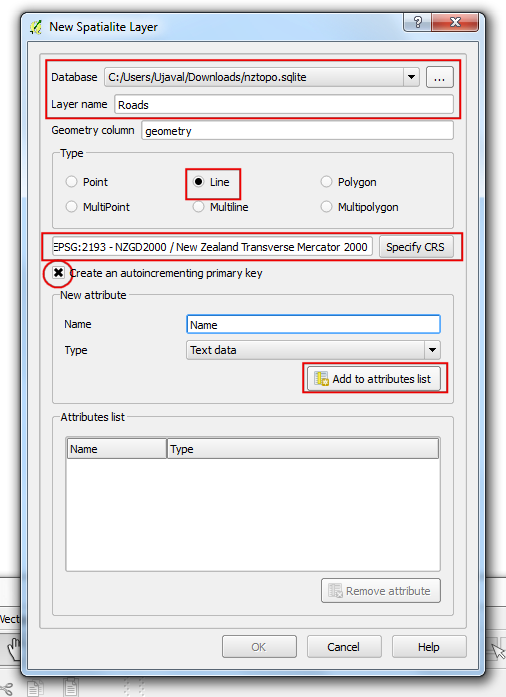 New Spatialite Layer
?
Database C:/Users/Ujaval/Downloads/nztopo.sqlite ...
Layer name Roads
Geometry column geometry
Type
Point Line Polygon
MultiPoint Multiline Multipolygon
EPSG:2193 - NZGD2000 / New Zealand Transverse Mercator 2000 Specify CRS
Create an autoincrementing primary key
New attribute
Name Name
Type Text data
Add to attributes list
Attributes list
Name Type
Remove attribute
Vect
OK Cancel Help